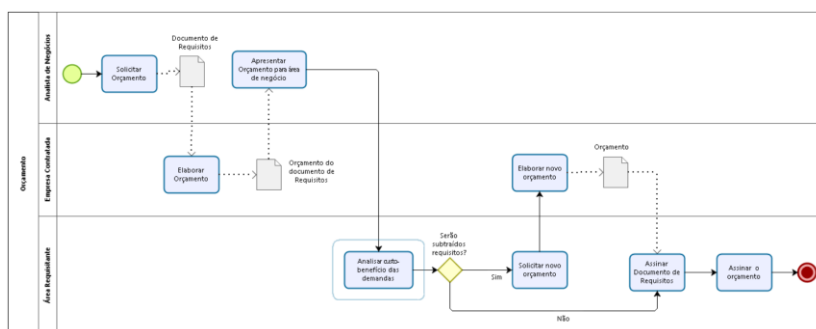 Orçamento
Analista de Negócios
Solicitar
Orçamento
Documento de
Requisitos
Apresentar
Orçamento para área
de negócio
Empresa Contratada
Elaborar
Orçamento
Orçamento do
documento de
Requisitos
Elaborar novo
orçamento
Orçamento
Área Requisitante
Analisar custo-
benefício das
demandas
Serão
subtraídos
requisitos?
Sim
Não
Solicitar novo
orçamento
Assinar
Documento de
Requisitos
Assinar o
orçamento